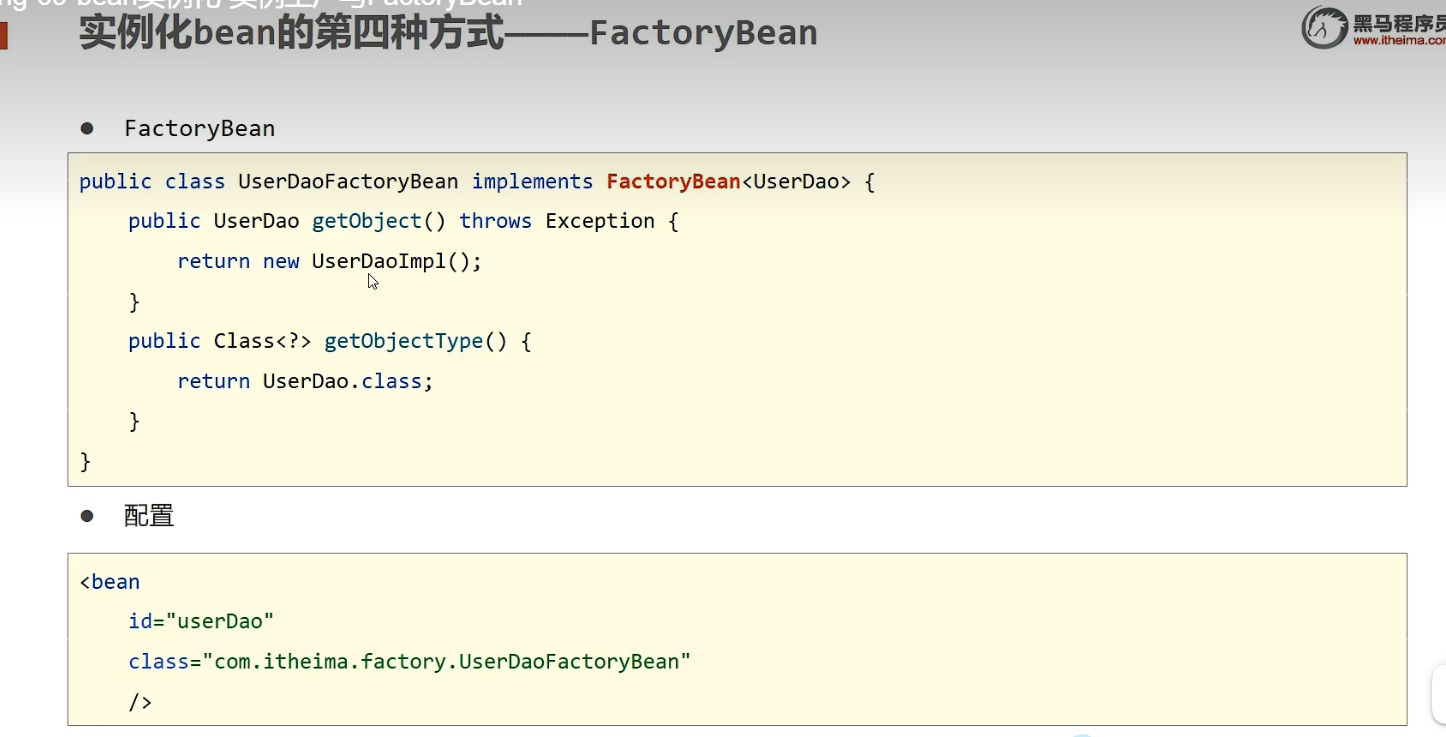 ng-06-bean实例化-实例工厂与FactoryBean
实例化bean的第四种方式————FactoryBean
黑马程序员
www.itheima.com
● FactoryBean
public class UserDaoFactoryBean implements FactoryBean<UserDao> {
public UserDao getObject() throws Exception {
return new UserDaoImpl();
}
public Class<?> getObjectType() {
return UserDao.class;
}
}
● 配置
<bean
id="userDao"
class="com.itheima.factory.UserDaoFactoryBean"
/>